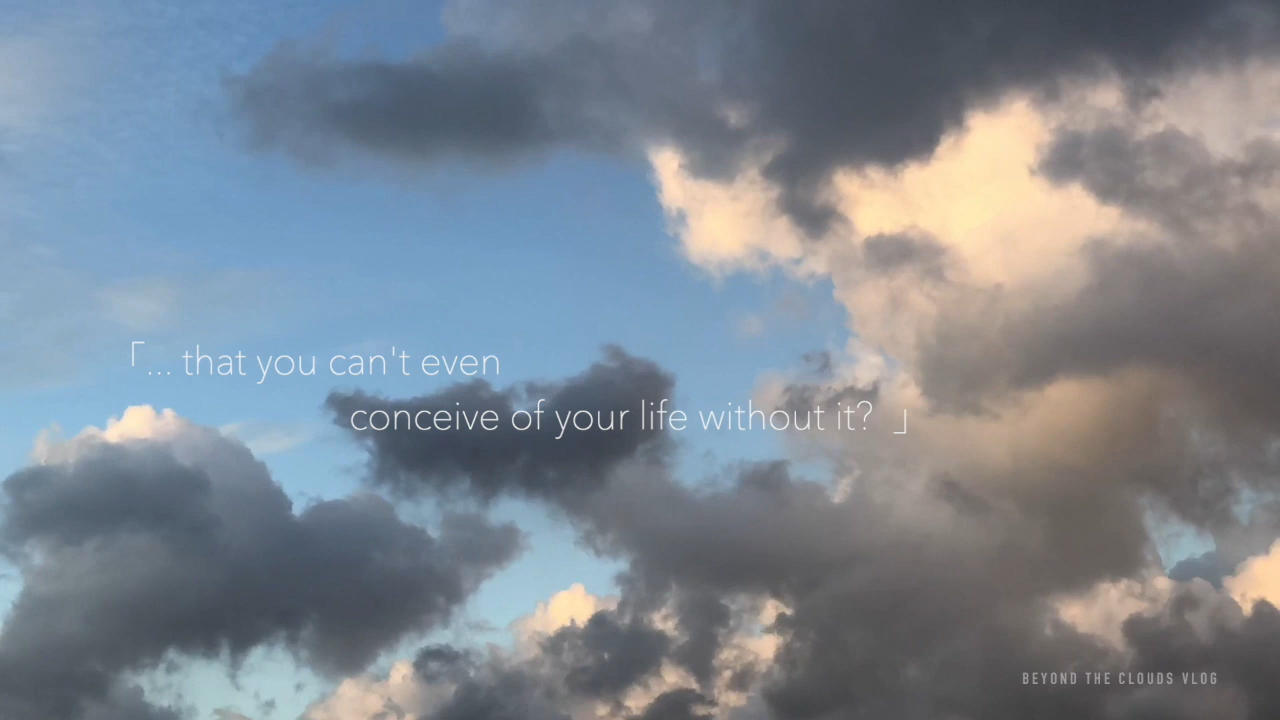 「... that you can't even
conceive of your life without it? 」
BEYOND THE CLOUDS VLOG